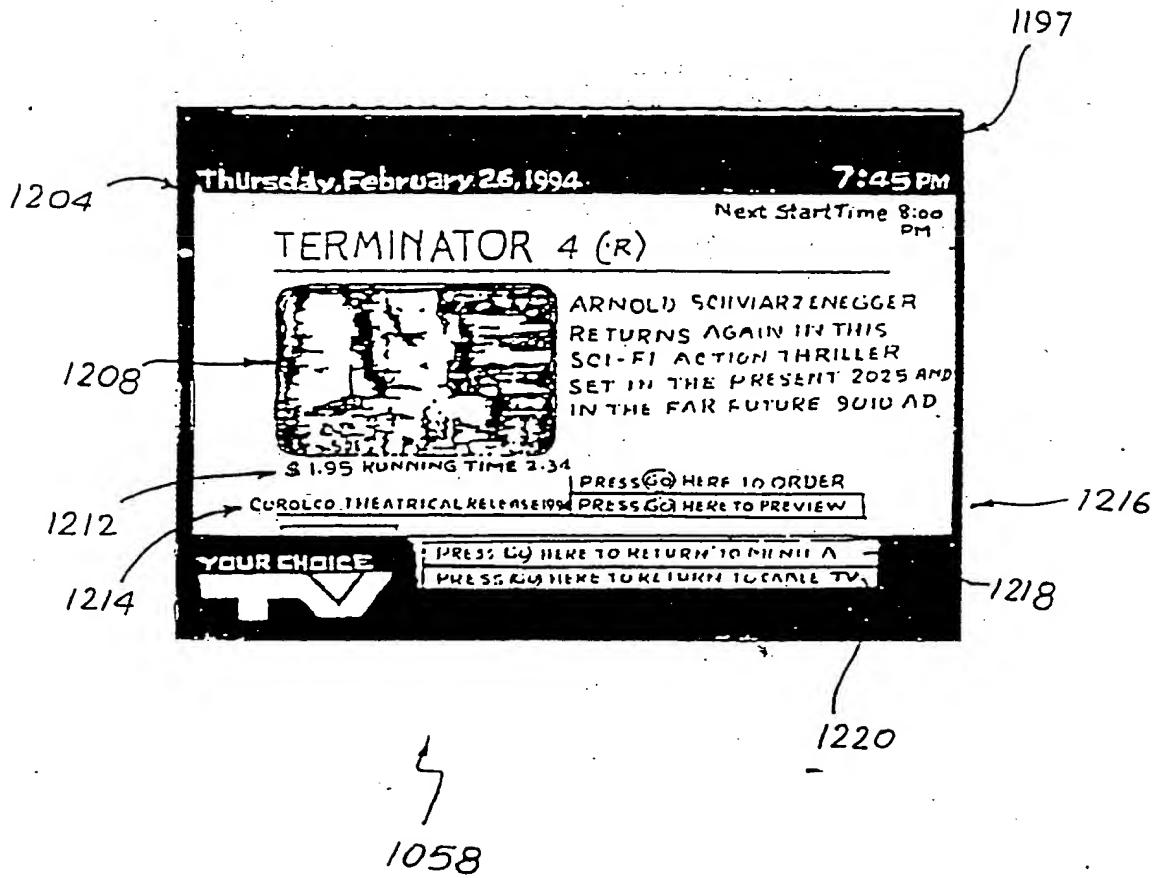 1197
1204
Thursday, February 26, 1994 7:45 PM
Next Start Time 8:00
PM
TERMINATOR 4 (R)
ARNOLD SCHWARZENEGGER
RETURNS AGAIN IN THIS
SCI-FI ACTION THRILLER
1208
SET IN THE PRESENT 2025 AND
IN THE FAR FUTURE 9010 AD
$1.95 RUNNING TIME 2:34
PRESS GO HERE TO ORDER
1212
CUROLCO THEATRICAL RELEASE 1994
PRESS GO HERE TO PREVIEW
1216
YOUR CHOICE
TV
PRESS GO HERE TO RETURN TO MENU A
PRESS GO HERE TO RETURN TO CABLE TV
1218
1214
1220
1058